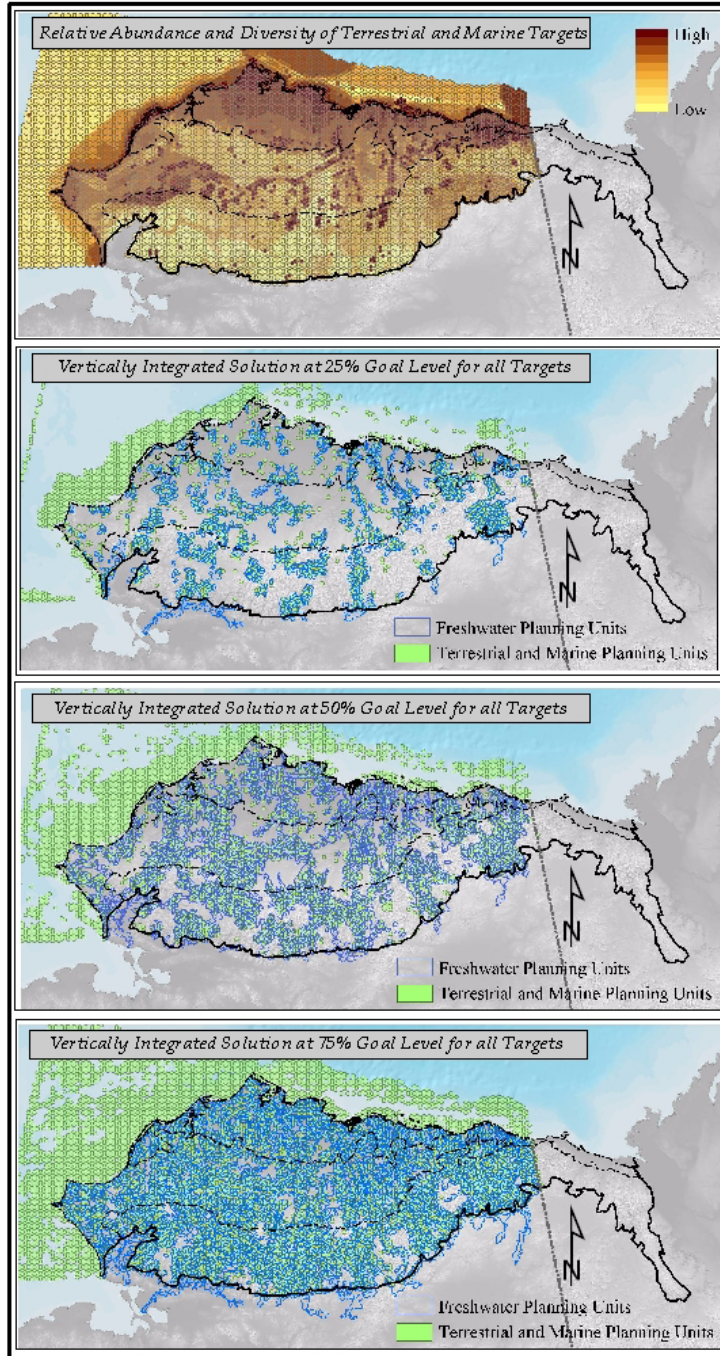 Relative Abundance and Diversity of Terrestrial and Marine Targets
High
Low
N
Vertically Integrated Solution at 25% Goal Level for all Targets
N
Freshwater Planning Units
Terrestrial and Marine Planning Units
Vertically Integrated Solution at 50% Goal Level for all Targets
N
Freshwater Planning Units
Terrestrial and Marine Planning Units
Vertically Integrated Solution at 75% Goal Level for all Targets
N
Freshwater Planning Units
Terrestrial and Marine Planning Units